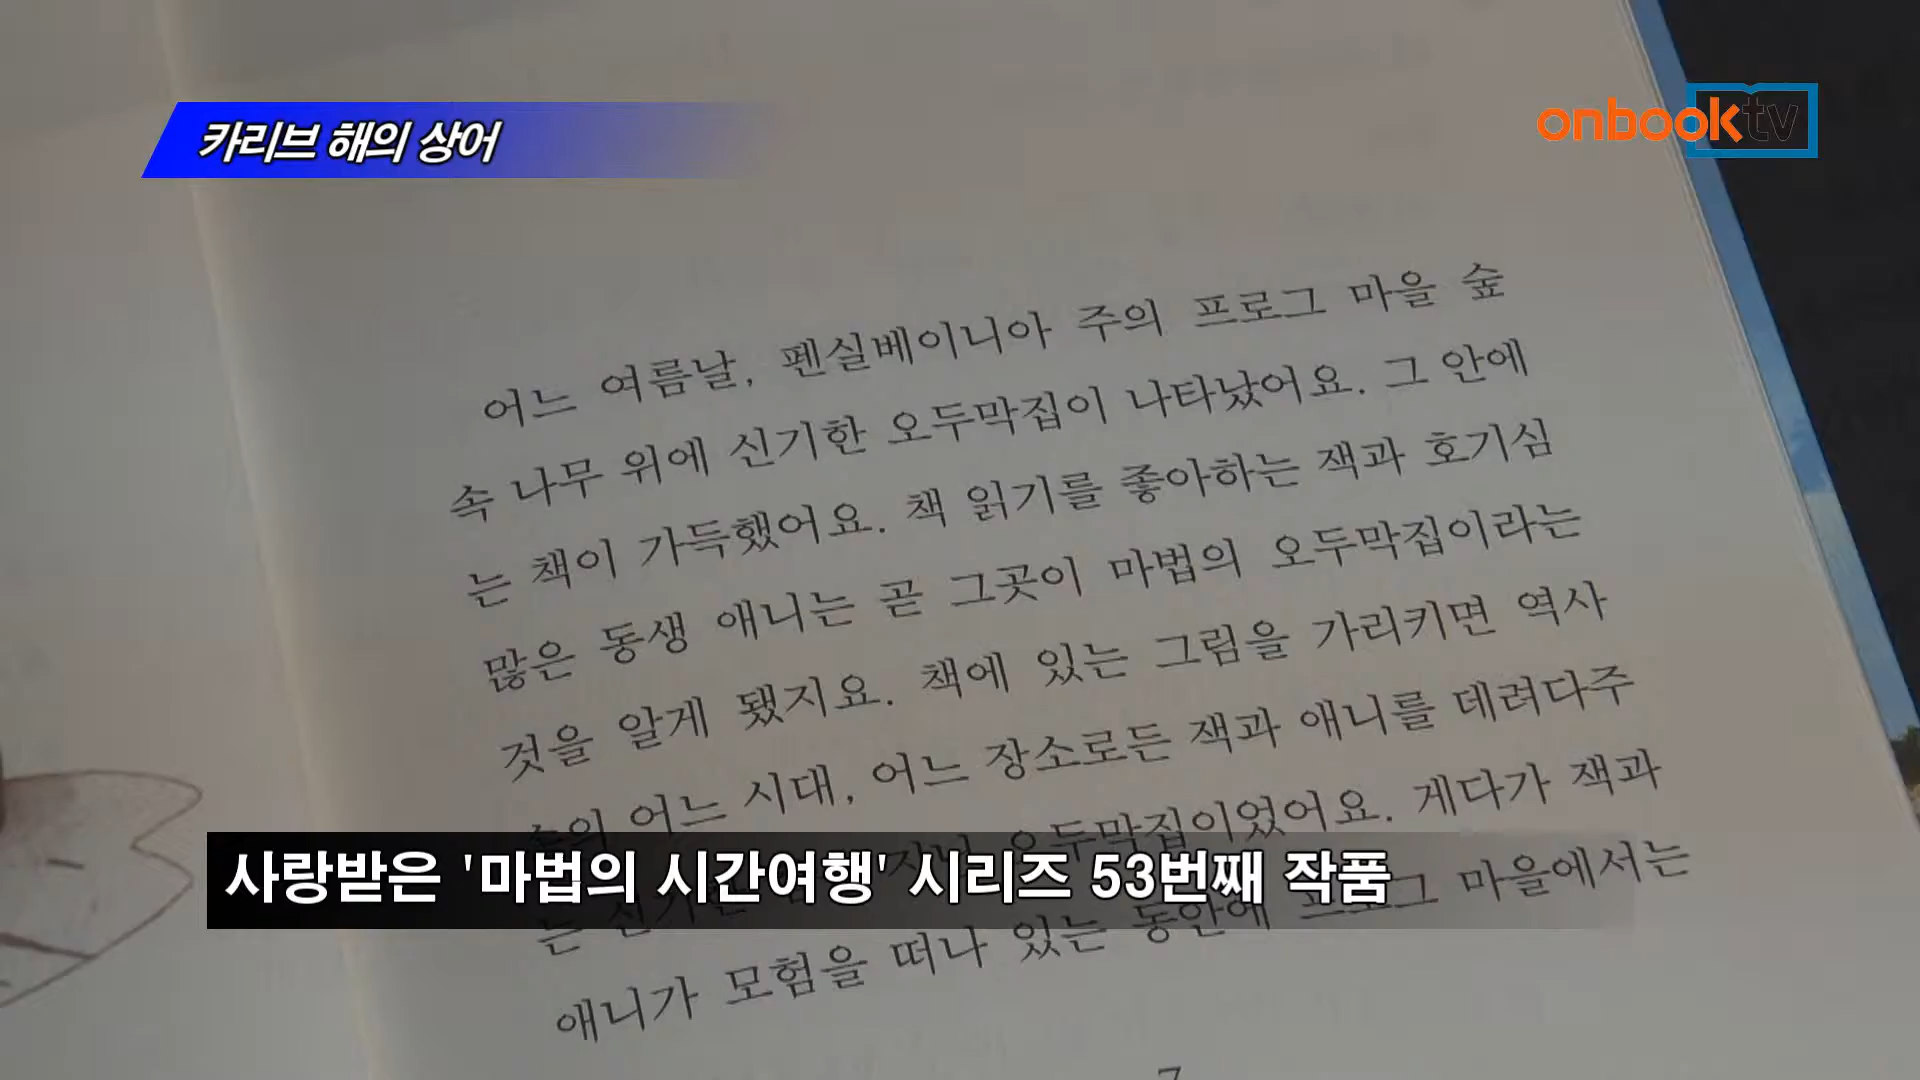 카리브 해의 상어
onbooktv
어느 여름날, 펜실베이니아 주의 프로그 마을 숲
속 나무 위에 신기한 오두막집이 나타났어요. 그 안에
는 책이 가득했어요. 책 읽기를 좋아하는 잭과 호기심
많은 동생 애니는 곧 그곳이 마법의 오두막집이라는
것을 알게 됐지요. 책에 있는 그림을 가리키면 역사
어느 시대, 어느 장소로든 잭과 애니를 데려다주
오두막집이었어요. 게다가 잭과
사랑받은 '마법의 시간여행' 시리즈 53번째 작품
는 동안에 프로그 마을에서는
애니가 모험을 떠나 있는
7